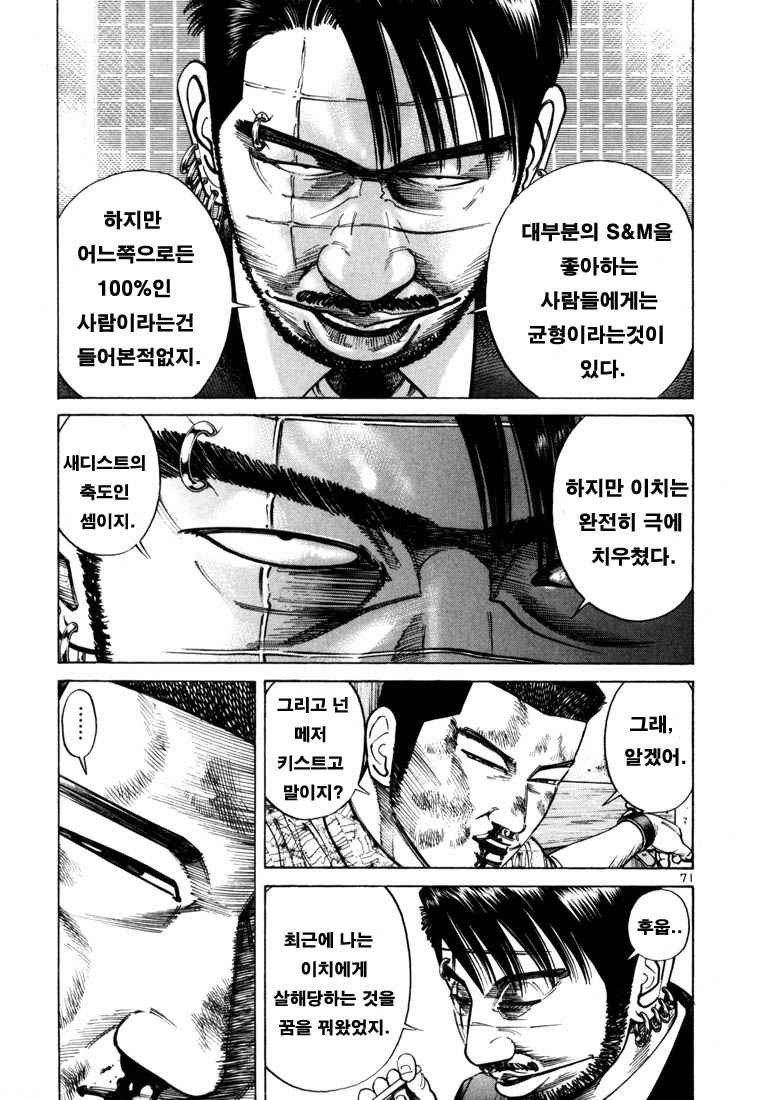 대부분의 S&M을
좋아하는
사람들에게는
균형이라는것이
있다.
하지만
어느쪽으로든
100%인
사람이라는건
들어본적없지.
하지만 이치는
완전히 극에
치우쳤다.
새디스트의
축도인
셈이지.
그래,
알겠어.
그리고 넌
메저
키스트고
말이지?
......
71
후웁..
최근에 나는
이치에게
살해당하는 것을
꿈을 꿔왔었지.